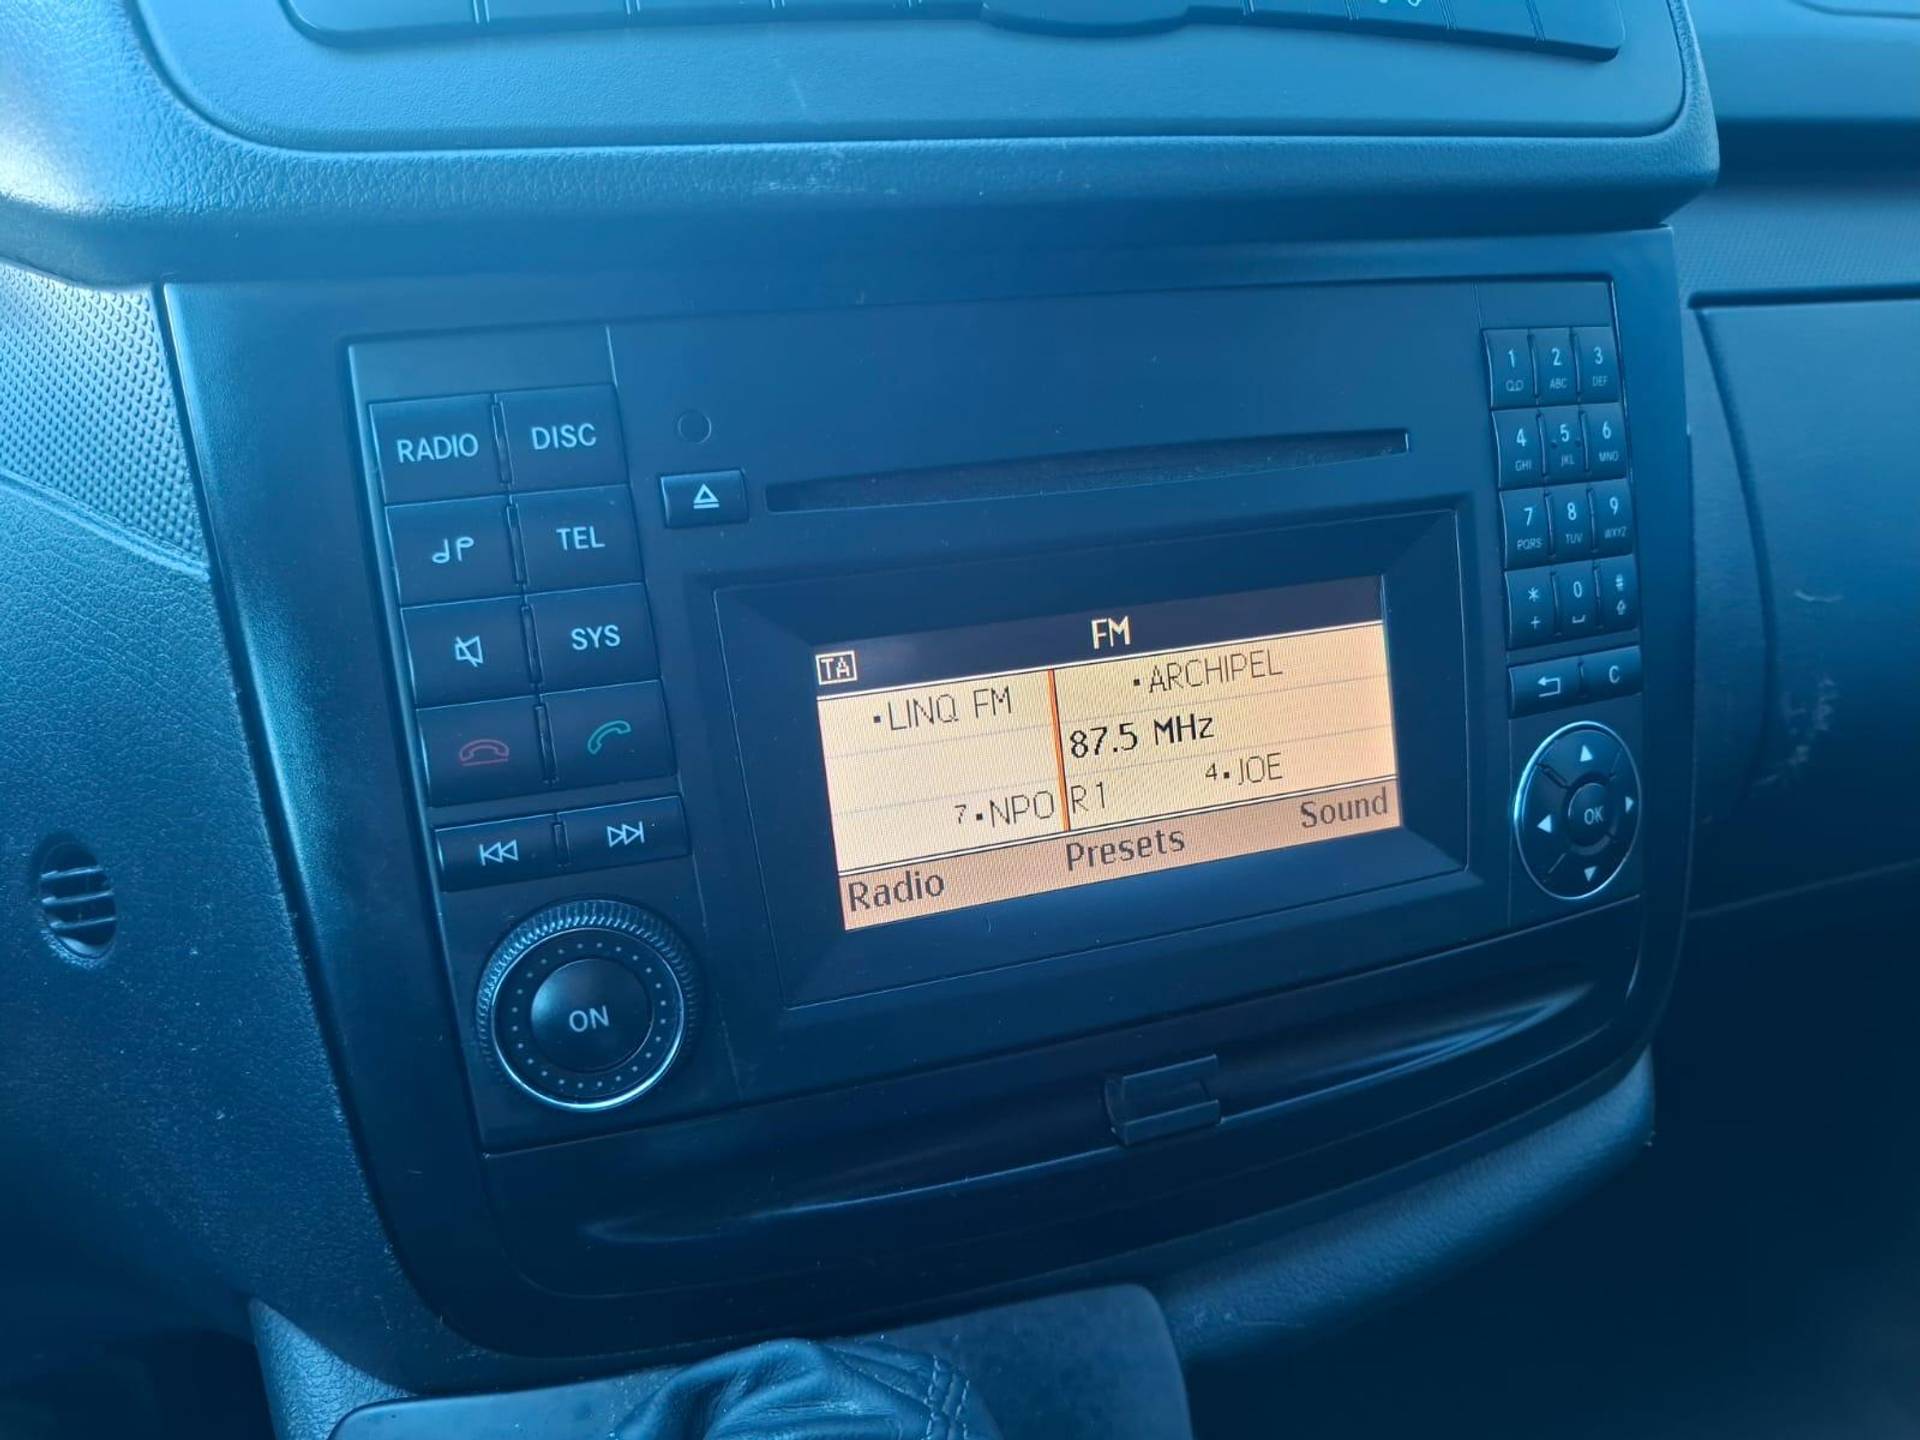 RADIO
DISC
TEL
SYS
ON
FM
TA
LINQ FM
ARCHIPEL
87.5 MHz
7 NPO R1
4 JOE
Radio
Presets
Sound
1 2 3
ABC DEF
4 5 6
GHI JKL MNO
7 8 9
PQRS TUV WXYZ
* 0 #
+
C
OK